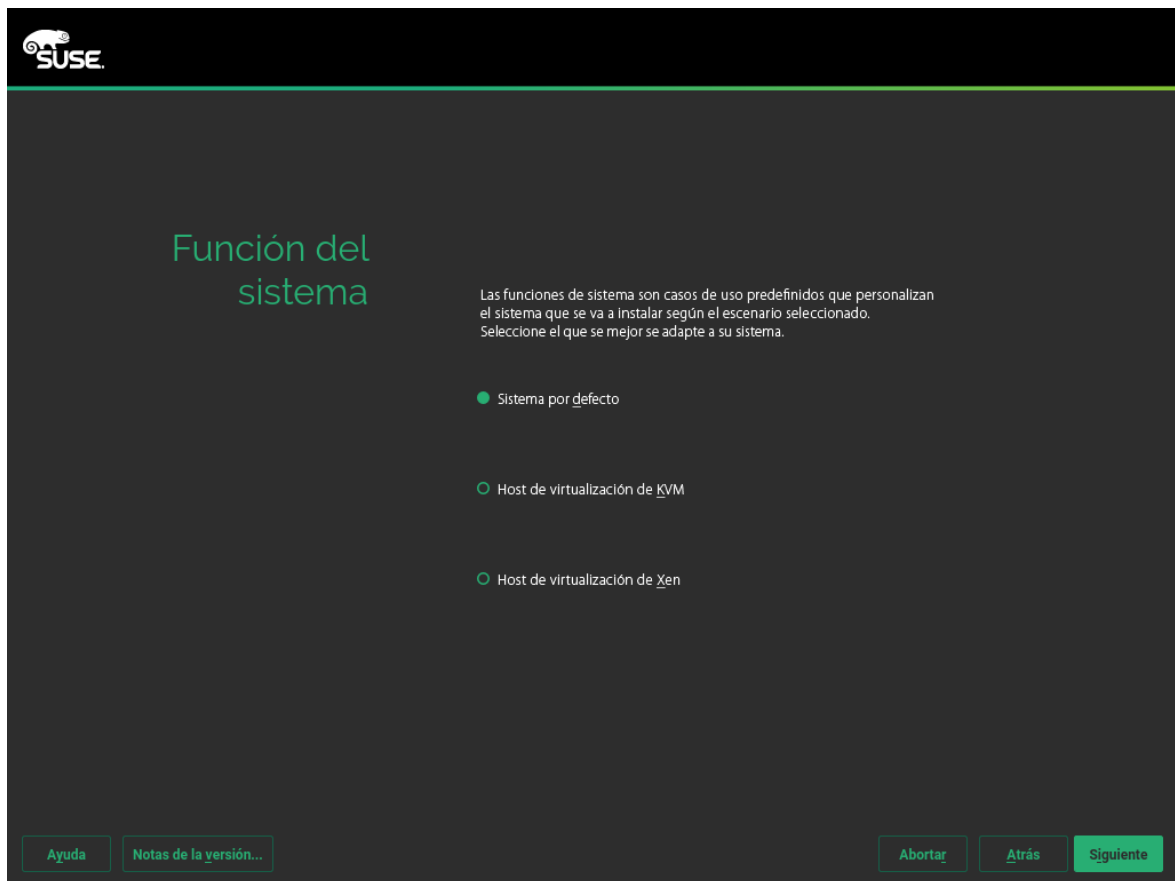 SUSE.
Función del
sistema
Las funciones de sistema son casos de uso predefinidos que personalizan
el sistema que se va a instalar según el escenario seleccionado.
Seleccione el que se mejor se adapte a su sistema.
Sistema por defecto
Host de virtualización de KVM
Host de virtualización de Xen
Ayuda
Notas de la versión...
Abortar
Atrás
Siguiente